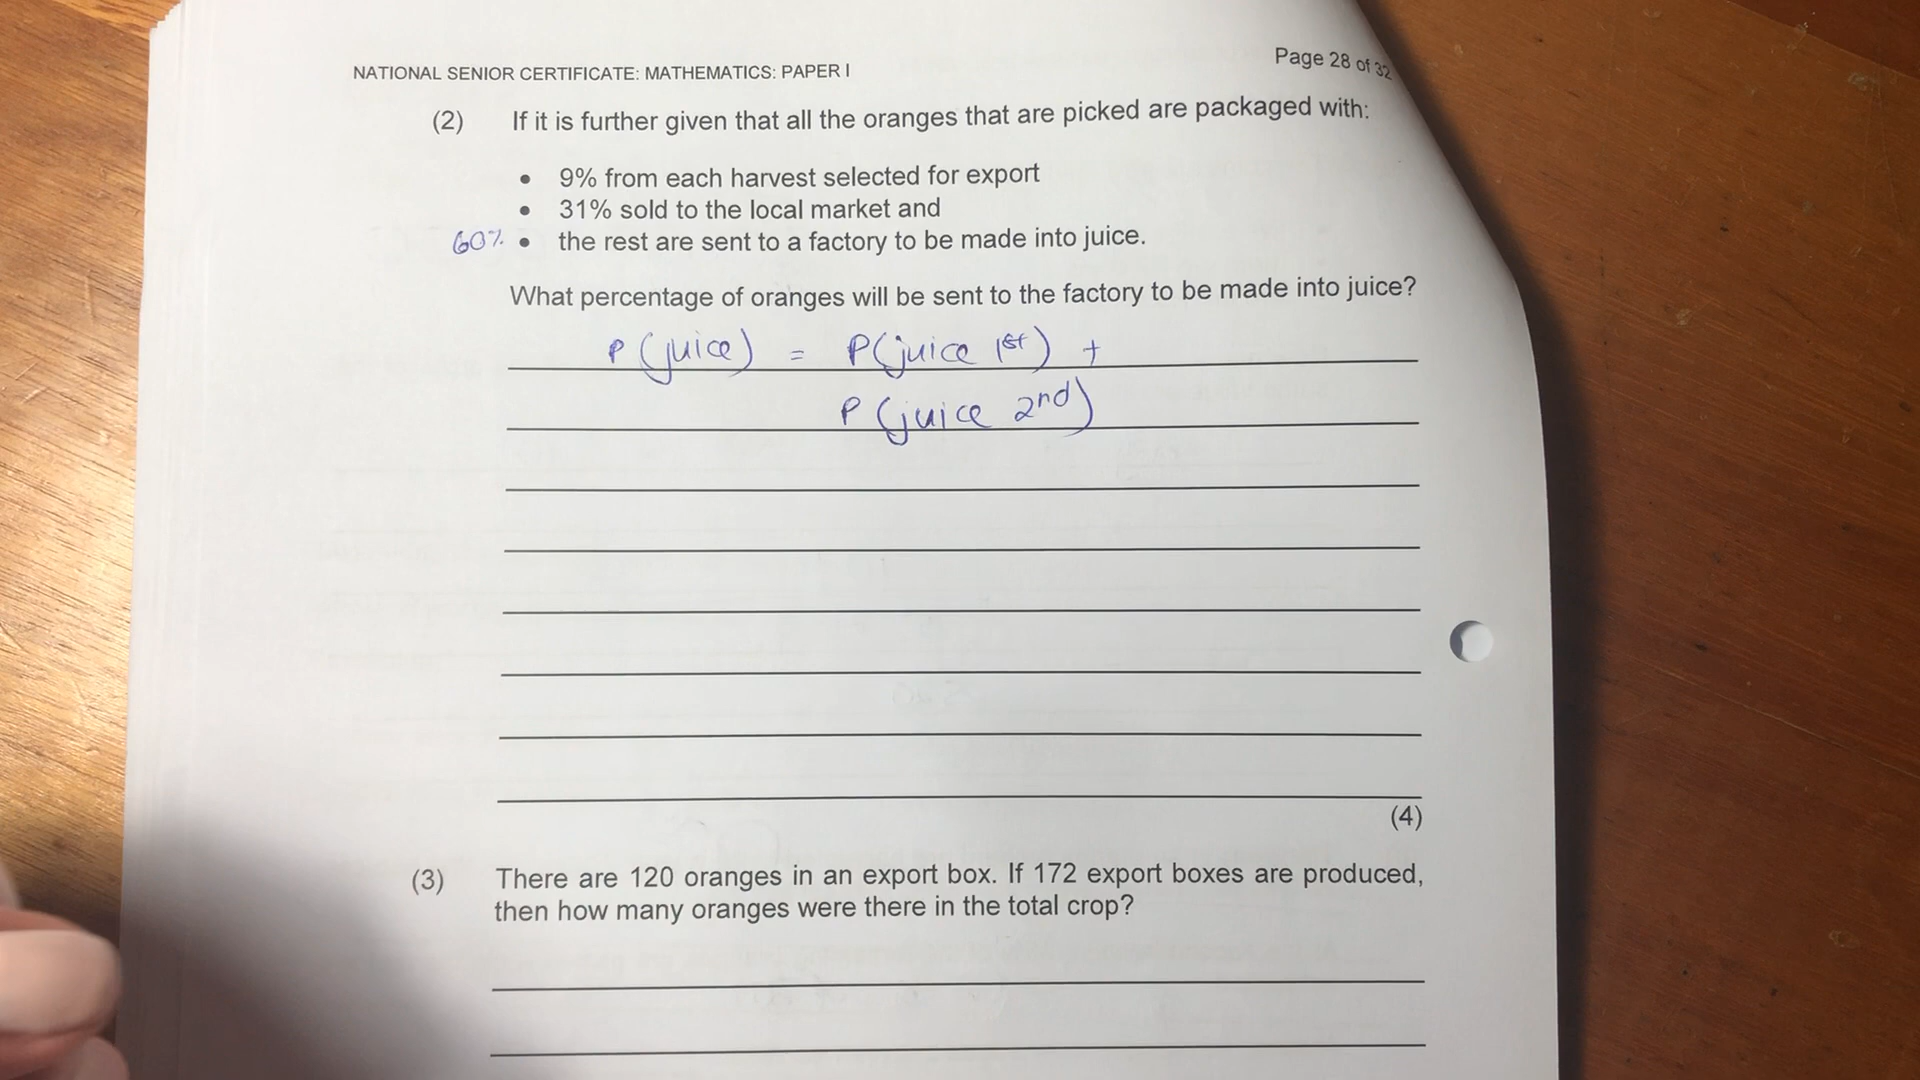 NATIONAL SENIOR CERTIFICATE: MATHEMATICS: PAPER I
Page 28 of 32
(2) If it is further given that all the oranges that are picked are packaged with:
• 9% from each harvest selected for export
• 31% sold to the local market and
60% • the rest are sent to a factory to be made into juice.
What percentage of oranges will be sent to the factory to be made into juice?
P(juice) = P(juice 1st) +
P(juice 2nd)
(4)
(3) There are 120 oranges in an export box. If 172 export boxes are produced,
then how many oranges were there in the total crop?